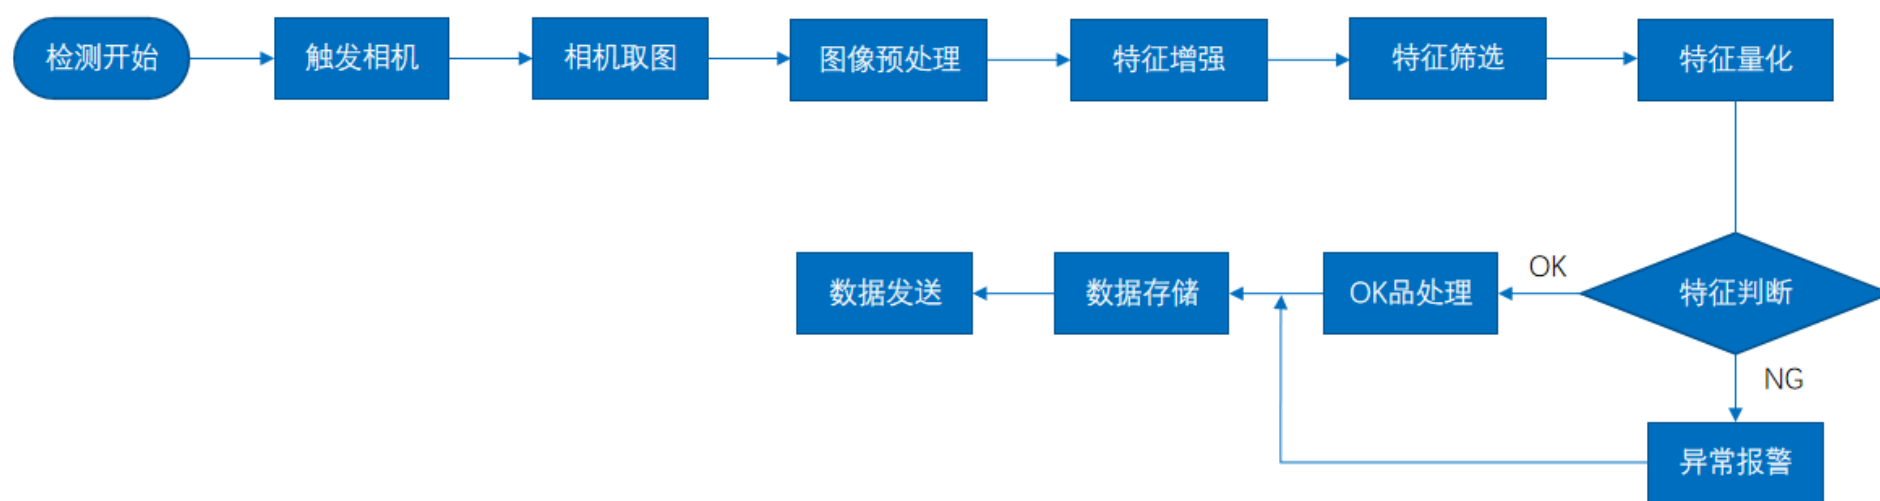 检测开始
触发相机
相机取图
图像预处理
特征增强
特征筛选
特征量化
特征判断
OK
OK品处理
数据存储
数据发送
NG
异常报警